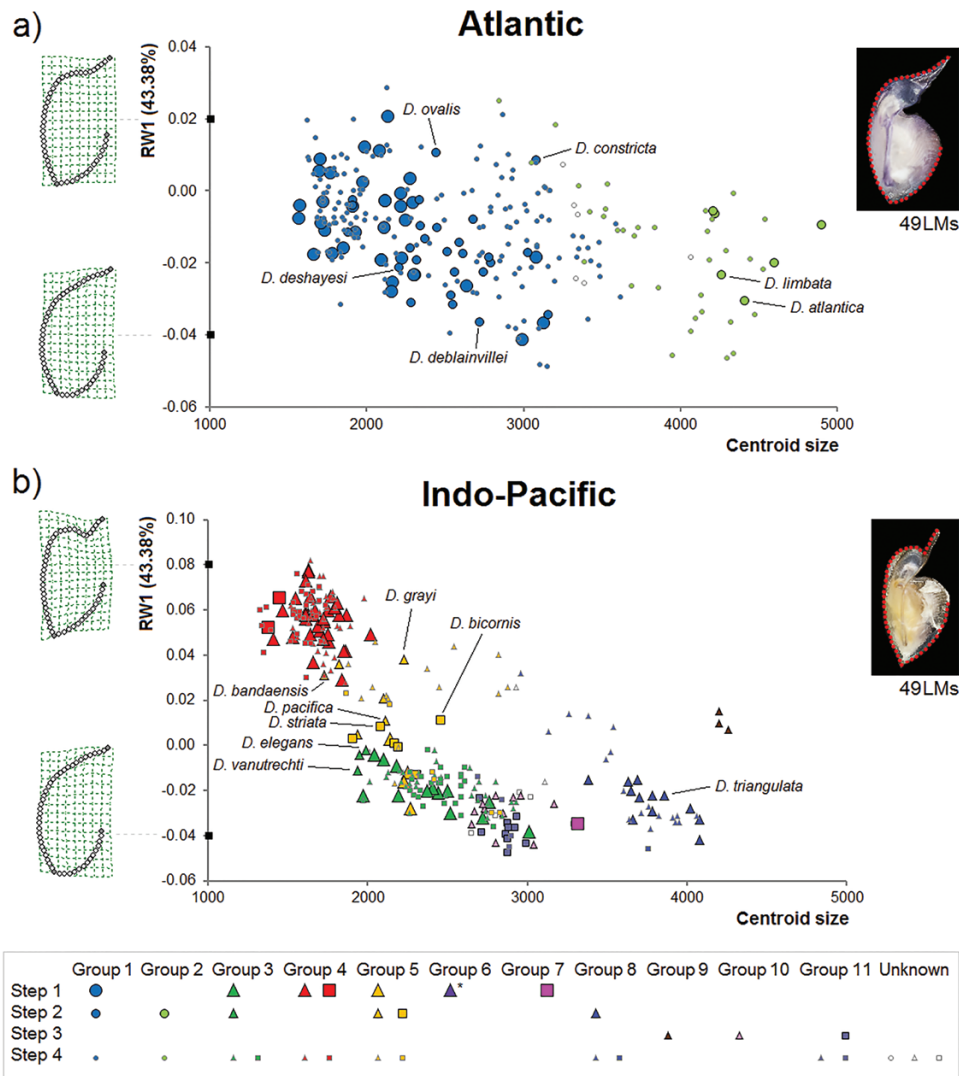 a)
Atlantic
RW1 (43.38%)
0.04
0.02
0.00
-0.02
-0.04
-0.06
D. ovalis
D. constricta
D. deshayesi
D. limbata
D. atlantica
D. deblainvillei
49LMs
1000 2000 3000 4000 5000
Centroid size
b)
Indo-Pacific
RW1 (43.38%)
0.10
0.08
0.06
0.04
0.02
0.00
-0.02
-0.04
-0.06
D. grayi
D. bicornis
D. bandaensis
D. pacifica
D. striata
D. elegans
D. vanutrechti
D. triangulata
49LMs
1000 2000 3000 4000 5000
Centroid size
Group 1 Group 2 Group 3 Group 4 Group 5 Group 6 Group 7 Group 8 Group 9 Group 10 Group 11 Unknown
Step 1 *
Step 2
Step 3
Step 4